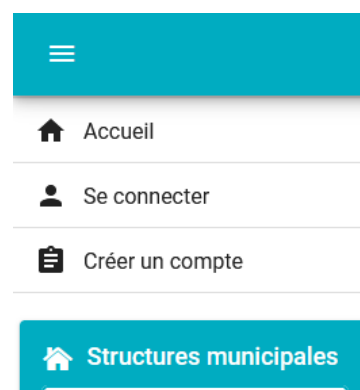 Accueil
Se connecter
Créer un compte
Structures municipales